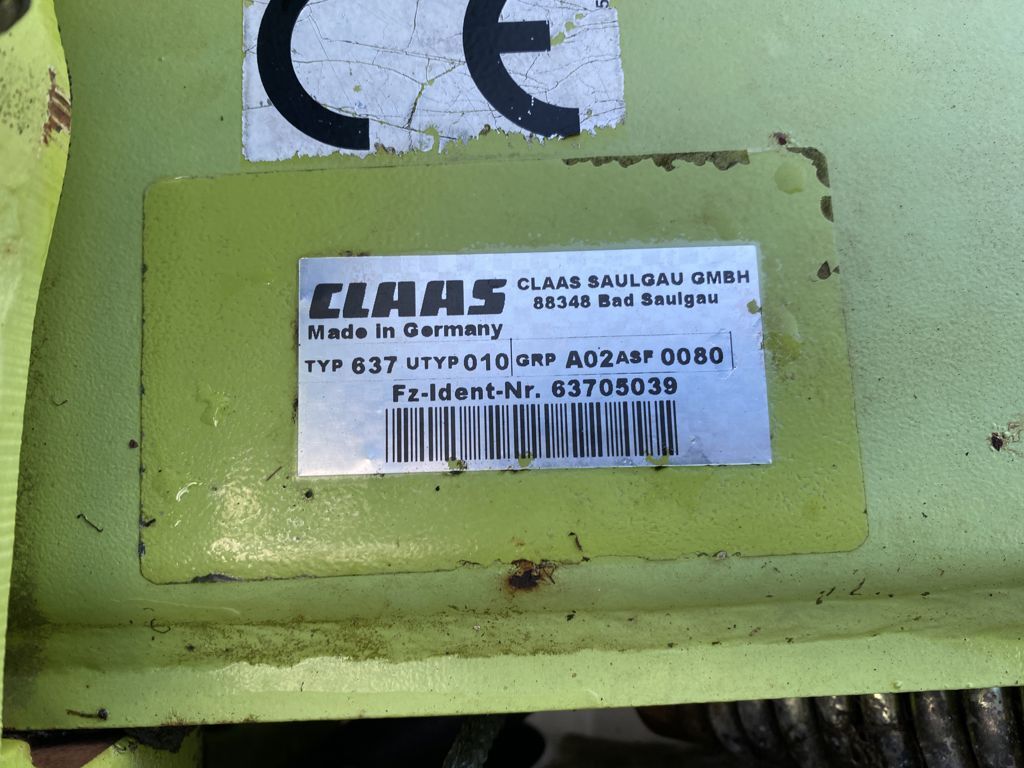 CE
CLAAS
CLAAS SAULGAU GMBH
88348 Bad Saulgau
Made in Germany
TYP 637 UTYP 010 GRP A02 ASF 0080
Fz-Ident-Nr. 63705039